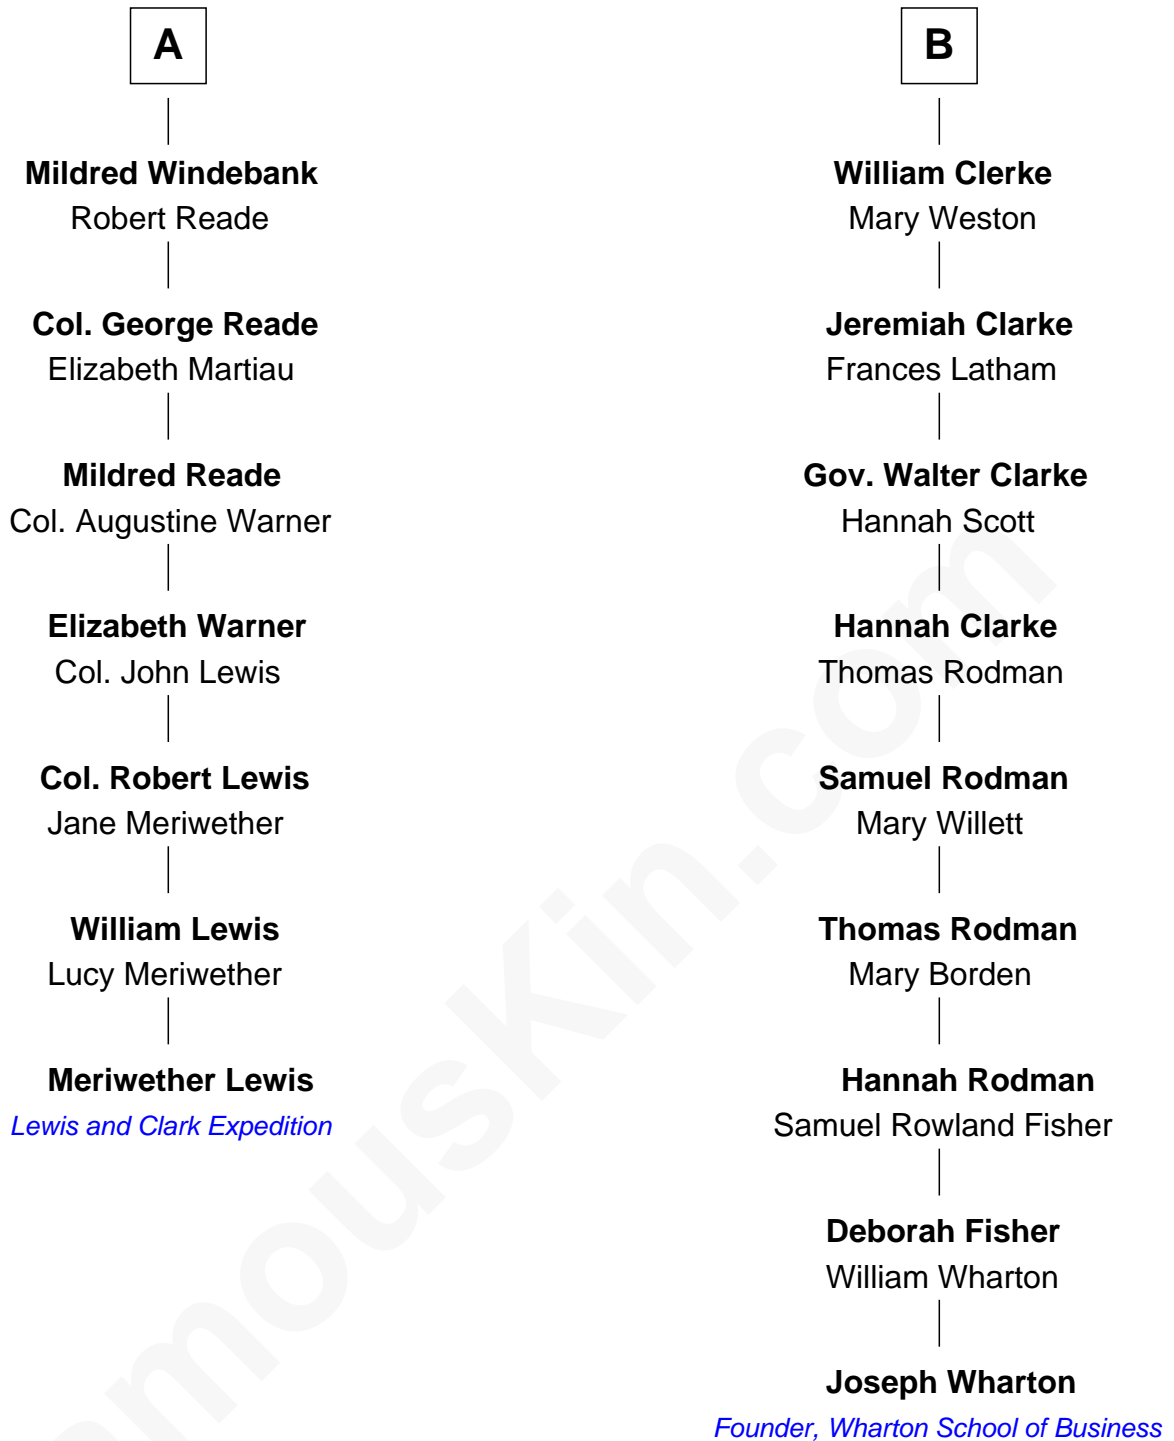 A
Mildred Windebank
Robert Reade
Col. George Reade
Elizabeth Martiau
Mildred Reade
Col. Augustine Warner
Elizabeth Warner
Col. John Lewis
Col. Robert Lewis
Jane Meriwether
William Lewis
Lucy Meriwether
Meriwether Lewis
Lewis and Clark Expedition
B
William Clerke
Mary Weston
Jeremiah Clarke
Frances Latham
Gov. Walter Clarke
Hannah Scott
Hannah Clarke
Thomas Rodman
Samuel Rodman
Mary Willett
Thomas Rodman
Mary Borden
Hannah Rodman
Samuel Rowland Fisher
Deborah Fisher
William Wharton
Joseph Wharton
Founder, Wharton School of Business
amouskin.com